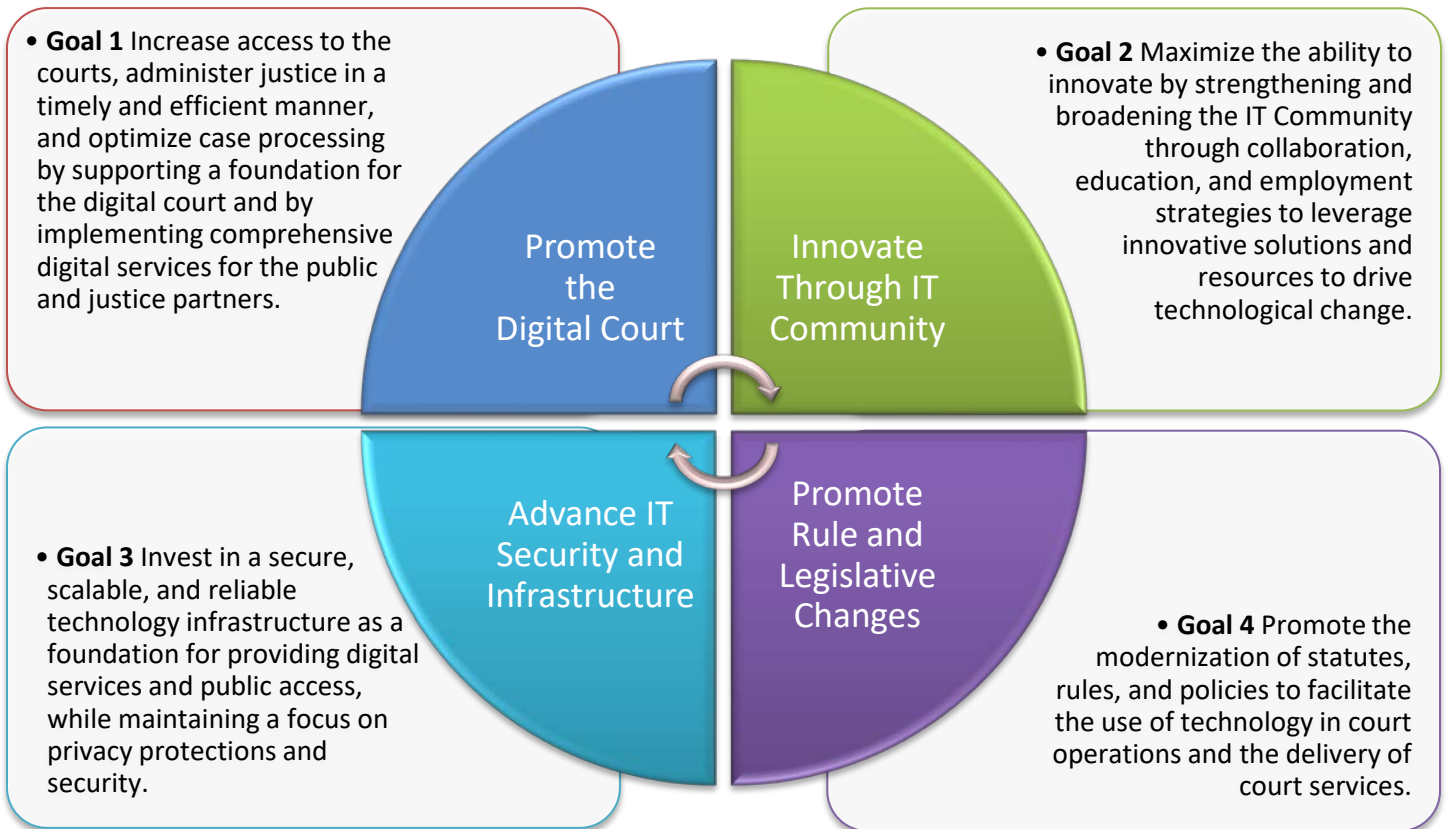 • Goal 1 Increase access to the
courts, administer justice in a
timely and efficient manner,
and optimize case processing
by supporting a foundation for
the digital court and by
implementing comprehensive
digital services for the public
and justice partners.
Promote
the
Digital Court
Innovate
Through IT
Community
• Goal 2 Maximize the ability to
innovate by strengthening and
broadening the IT Community
through collaboration,
education, and employment
strategies to leverage
innovative solutions and
resources to drive
technological change.
• Goal 3 Invest in a secure,
scalable, and reliable
technology infrastructure as a
foundation for providing digital
services and public access,
while maintaining a focus on
privacy protections and
security.
Advance IT
Security and
Infrastructure
Promote
Rule and
Legislative
Changes
• Goal 4 Promote the
modernization of statutes,
rules, and policies to facilitate
the use of technology in court
operations and the delivery of
court services.